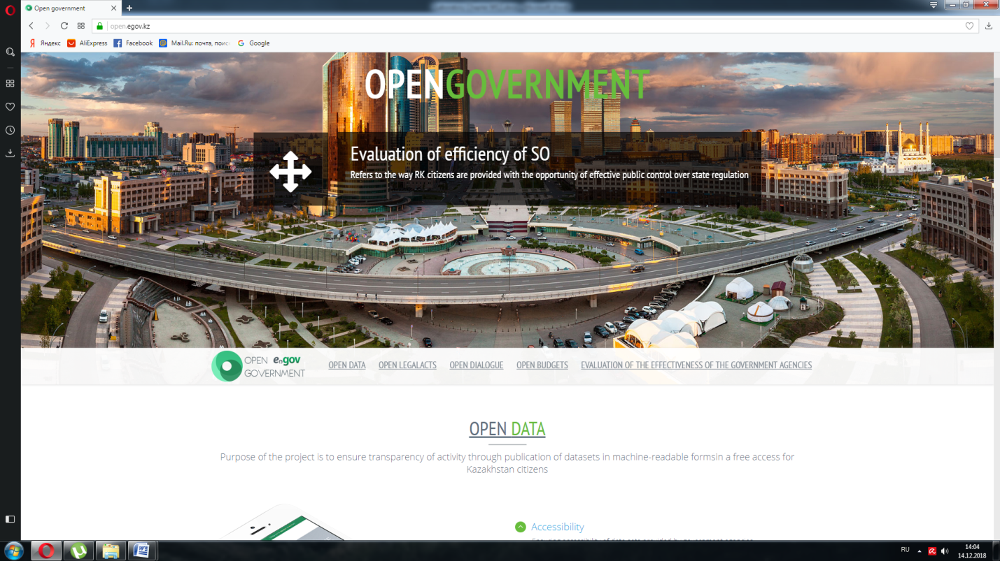 Open government
open.egov.kz
Яндекс AliExpress Facebook Mail.Ru: почта, поис Google
OPENGOVERNMENT
Evaluation of efficiency of SO
Refers to the way RK citizens are provided with the opportunity of effective public control over state regulation
OPEN GOVERNMENT e gov
OPEN DATA OPEN LEGALACTS OPEN DIALOGUE OPEN BUDGETS EVALUATION OF THE EFFECTIVENESS OF THE GOVERNMENT AGENCIES
OPEN DATA
Purpose of the project is to ensure transparency of activity through publication of datasets in machine-readable formsin a free access for
Kazakhstan citizens
Accessibility
RU
14:04
14.12.2018